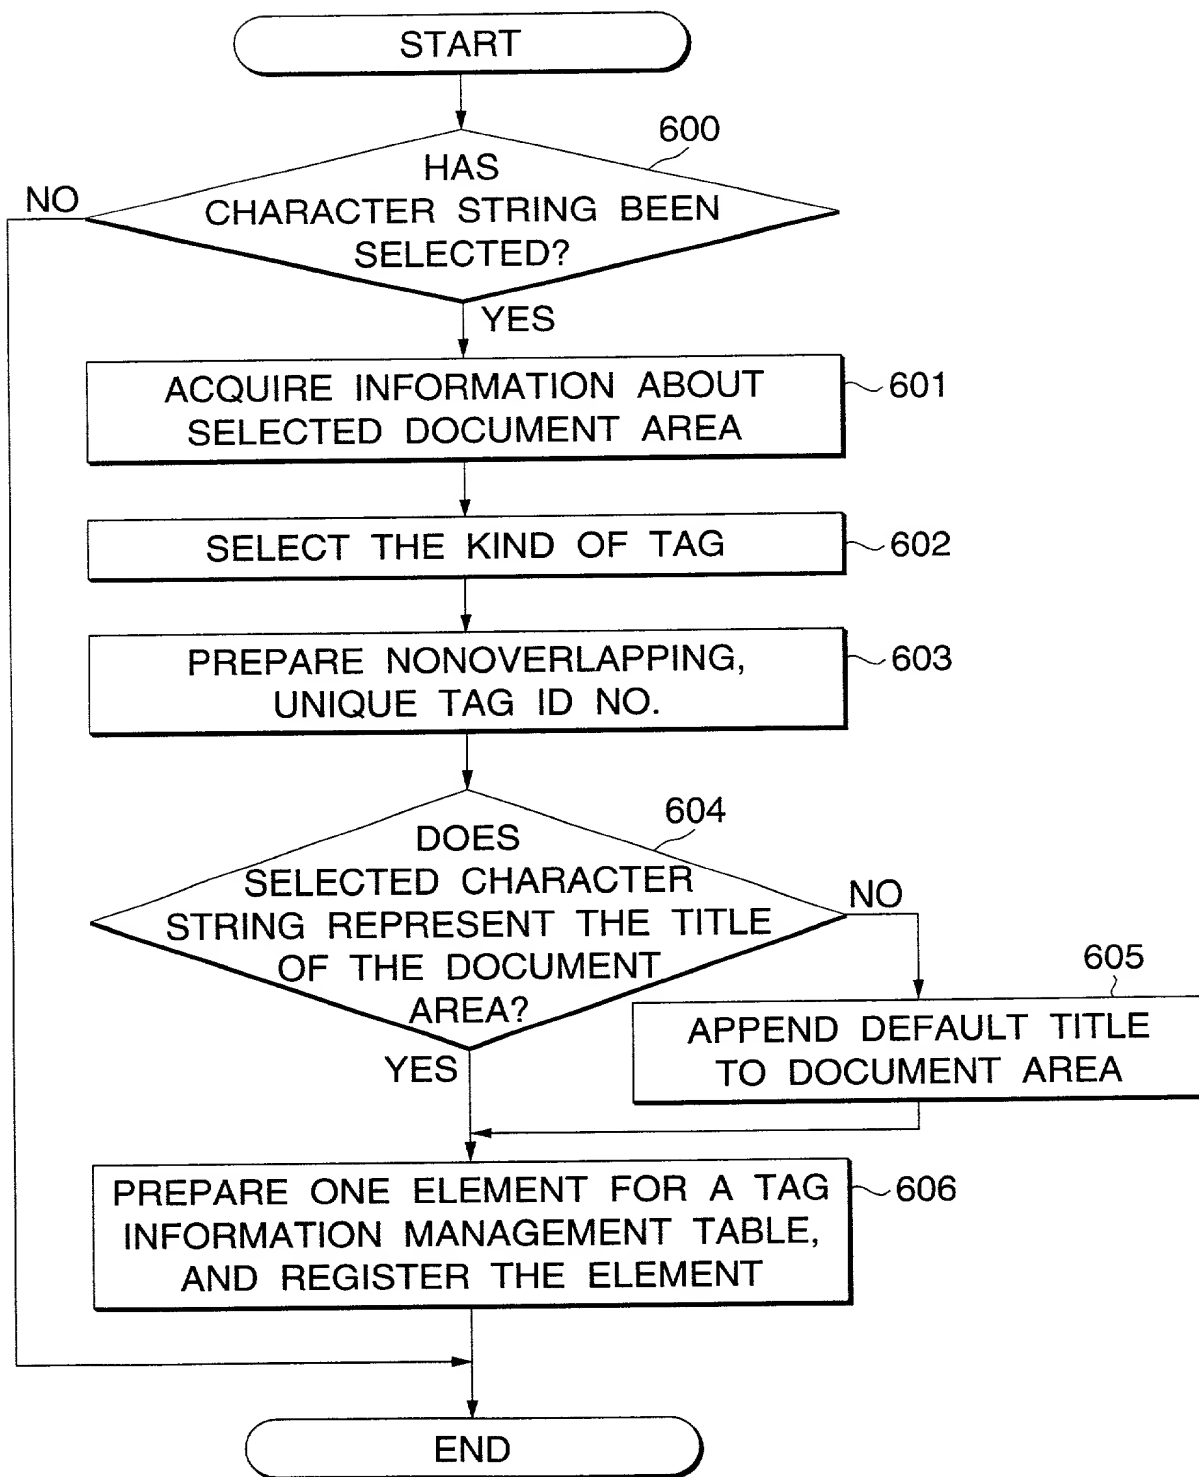 START
600
HAS
NO
CHARACTER STRING BEEN
SELECTED?
YES
ACQUIRE INFORMATION ABOUT
SELECTED DOCUMENT AREA
601
SELECT THE KIND OF TAG
602
PREPARE NONOVERLAPPING,
UNIQUE TAG ID NO.
603
604
DOES
SELECTED CHARACTER
STRING REPRESENT THE TITLE
OF THE DOCUMENT
AREA?
NO
605
APPEND DEFAULT TITLE
TO DOCUMENT AREA
YES
PREPARE ONE ELEMENT FOR A TAG
INFORMATION MANAGEMENT TABLE,
AND REGISTER THE ELEMENT
606
END